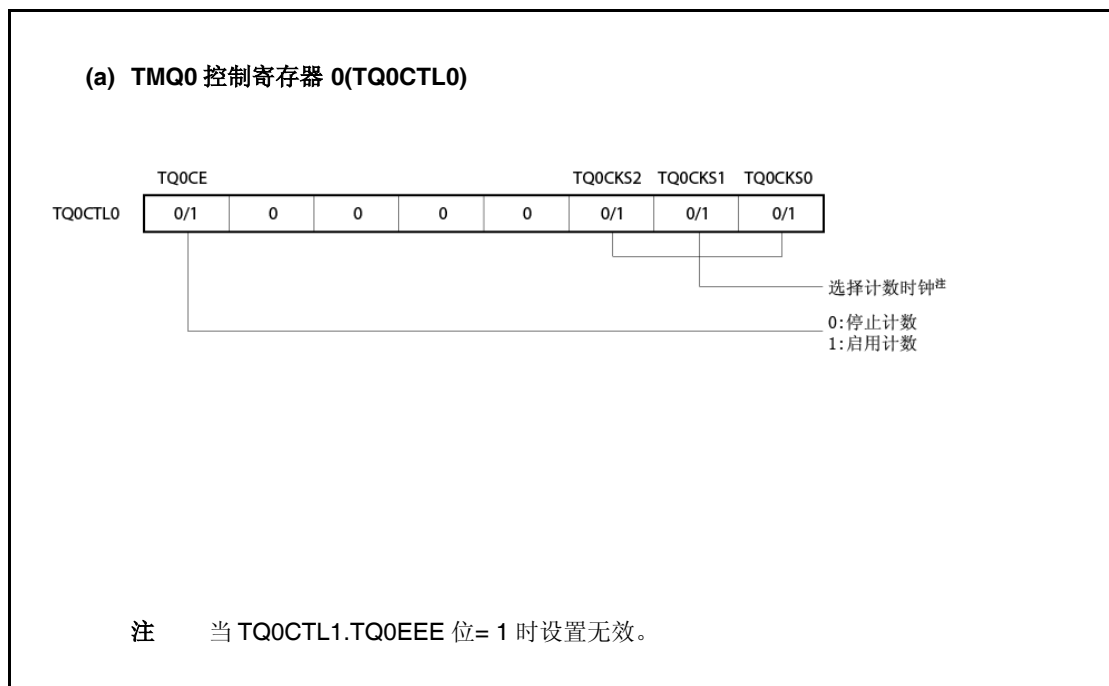 (a) TMQ0 控制寄存器 0(TQ0CTL0)
TQ0CE TQ0CKS2 TQ0CKS1 TQ0CKS0
TQ0CTL0 0/1 0 0 0 0 0/1 0/1 0/1
选择计数时钟注
0:停止计数
1:启用计数
注 当 TQ0CTL1.TQ0EEE 位= 1 时设置无效。